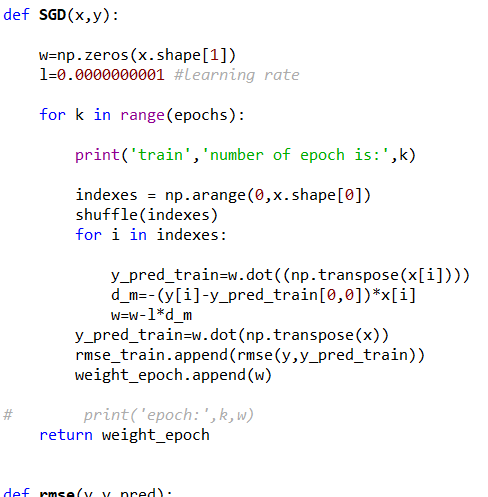 def SGD(x,y):
w=np.zeros(x.shape[1])
l=0.0000000001 #learning rate
for k in range(epochs):
print('train','number of epoch is:',k)
indexes = np.arange(0,x.shape[0])
shuffle(indexes)
for i in indexes:
y_pred_train=w.dot((np.transpose(x[i])))
d_m=-(y[i]-y_pred_train[0,0])*x[i]
w=w-l*d_m
y_pred_train=w.dot(np.transpose(x))
rmse_train.append(rmse(y,y_pred_train))
weight_epoch.append(w)
# print('epoch:',k,w)
return weight_epoch
def rmse(y,y_pred):